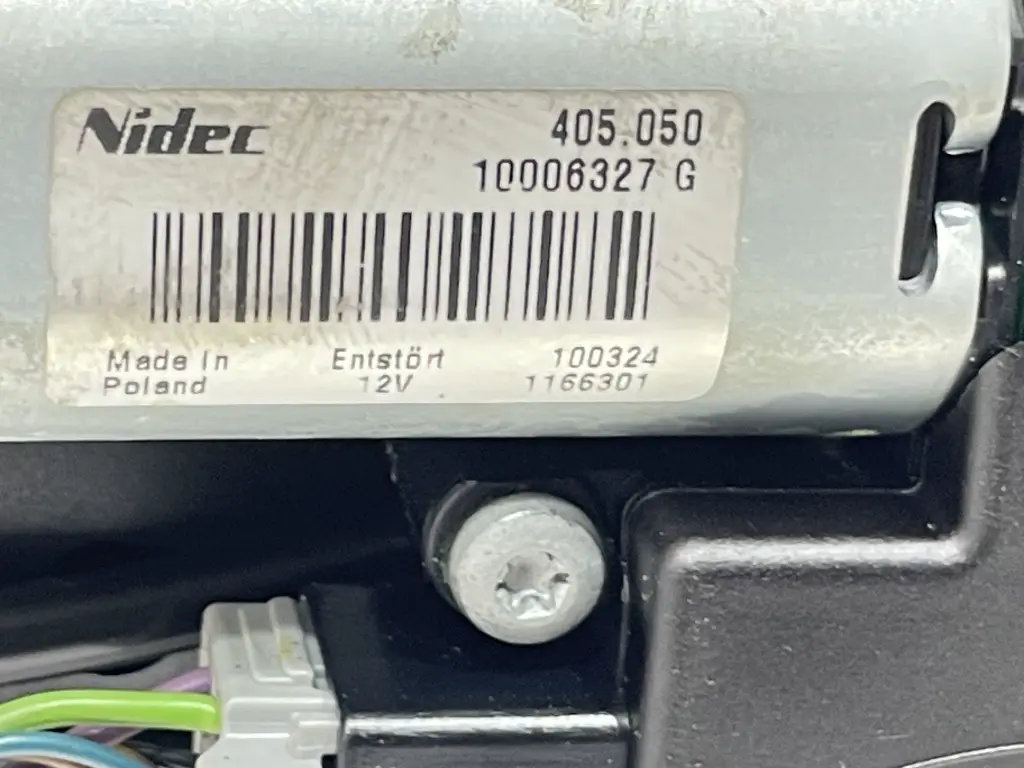 Nidec 405.050
10006327 G
Made in Entstört 100324
Poland 12V 1166301